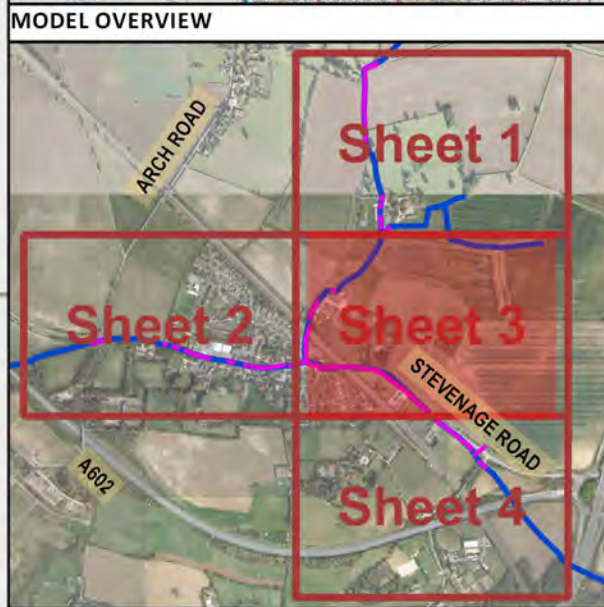 MODEL OVERVIEW
ARCH ROAD
Sheet 1
Sheet 2
Sheet 3
STEVENAGE ROAD
A602
Sheet 4